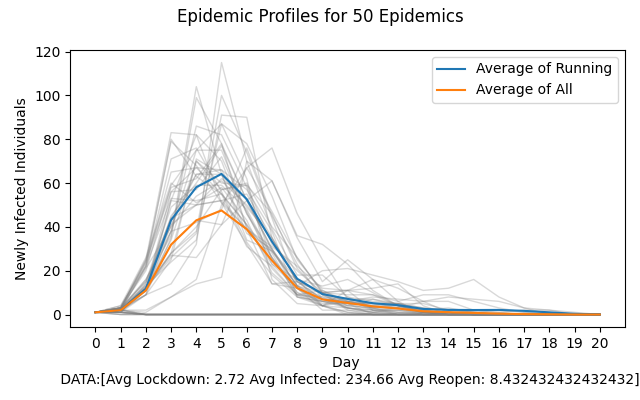 Epidemic Profiles for 50 Epidemics
120
100
80
60
40
20
0
Newly Infected Individuals
Average of Running
Average of All
0 1 2 3 4 5 6 7 8 9 10 11 12 13 14 15 16 17 18 19 20
Day
DATA:[Avg Lockdown: 2.72 Avg Infected: 234.66 Avg Reopen: 8.432432432432432]